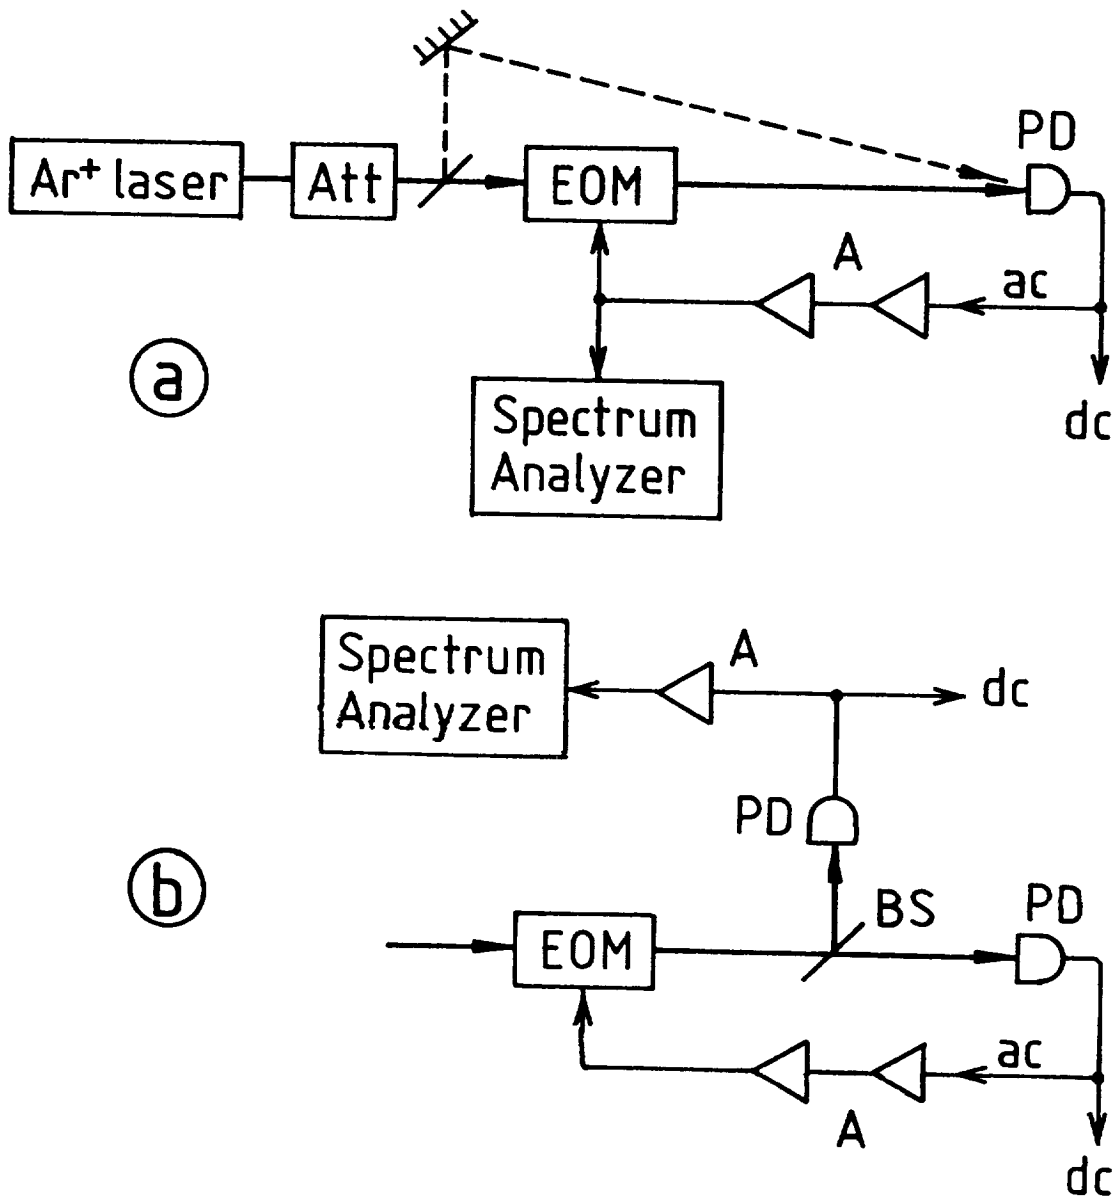 PD
Ar⁺ laser
Att
EOM
A
ac
a
dc
Spectrum
Analyzer
Spectrum
Analyzer
A
dc
PD
b
BS
PD
EOM
ac
A
dc